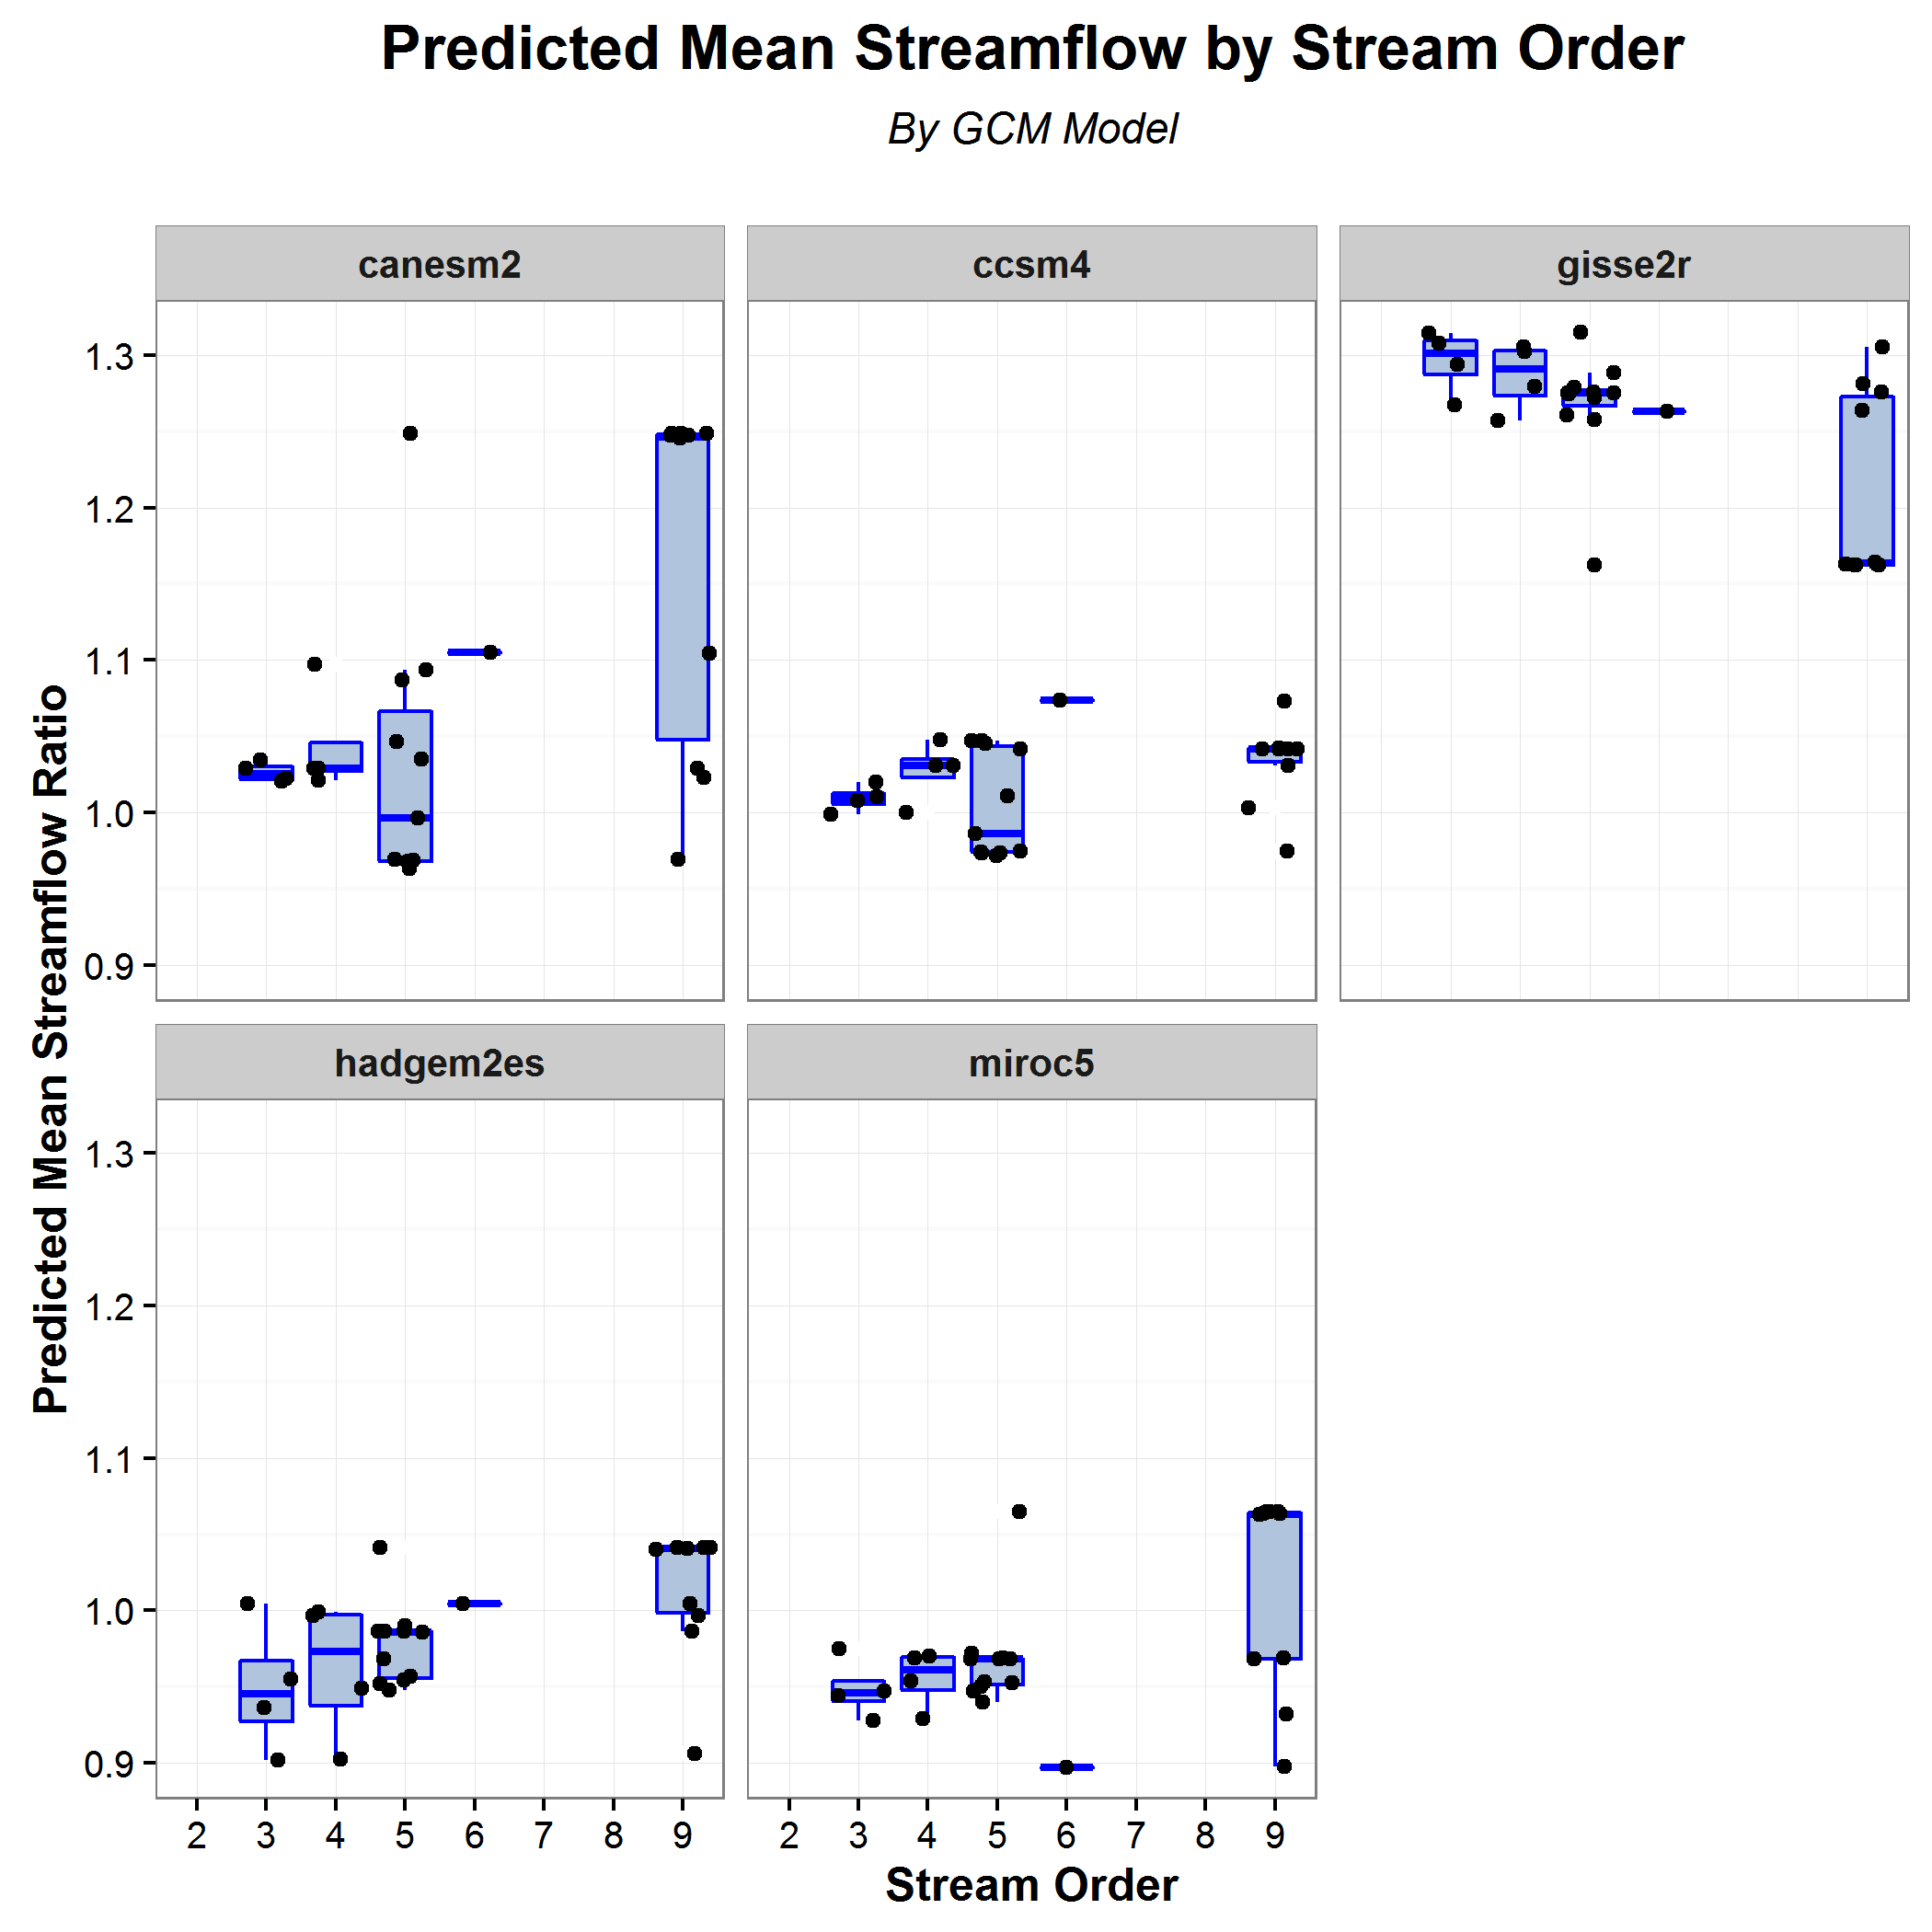 Predicted Mean Streamflow by Stream Order
By GCM Model
canesm2
ccsm4
gisse2r
1.3
1.2
1.1
1.0
0.9
Predicted Mean Streamflow Ratio
hadgem2es
miroc5
1.3
1.2
1.1
1.0
0.9
2 3 4 5 6 7 8 9
2 3 4 5 6 7 8 9
Stream Order